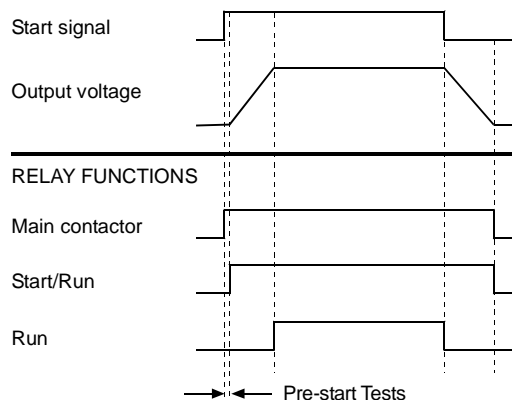 Start signal
Output voltage
RELAY FUNCTIONS
Main contactor
Start/Run
Run
Pre-start Tests